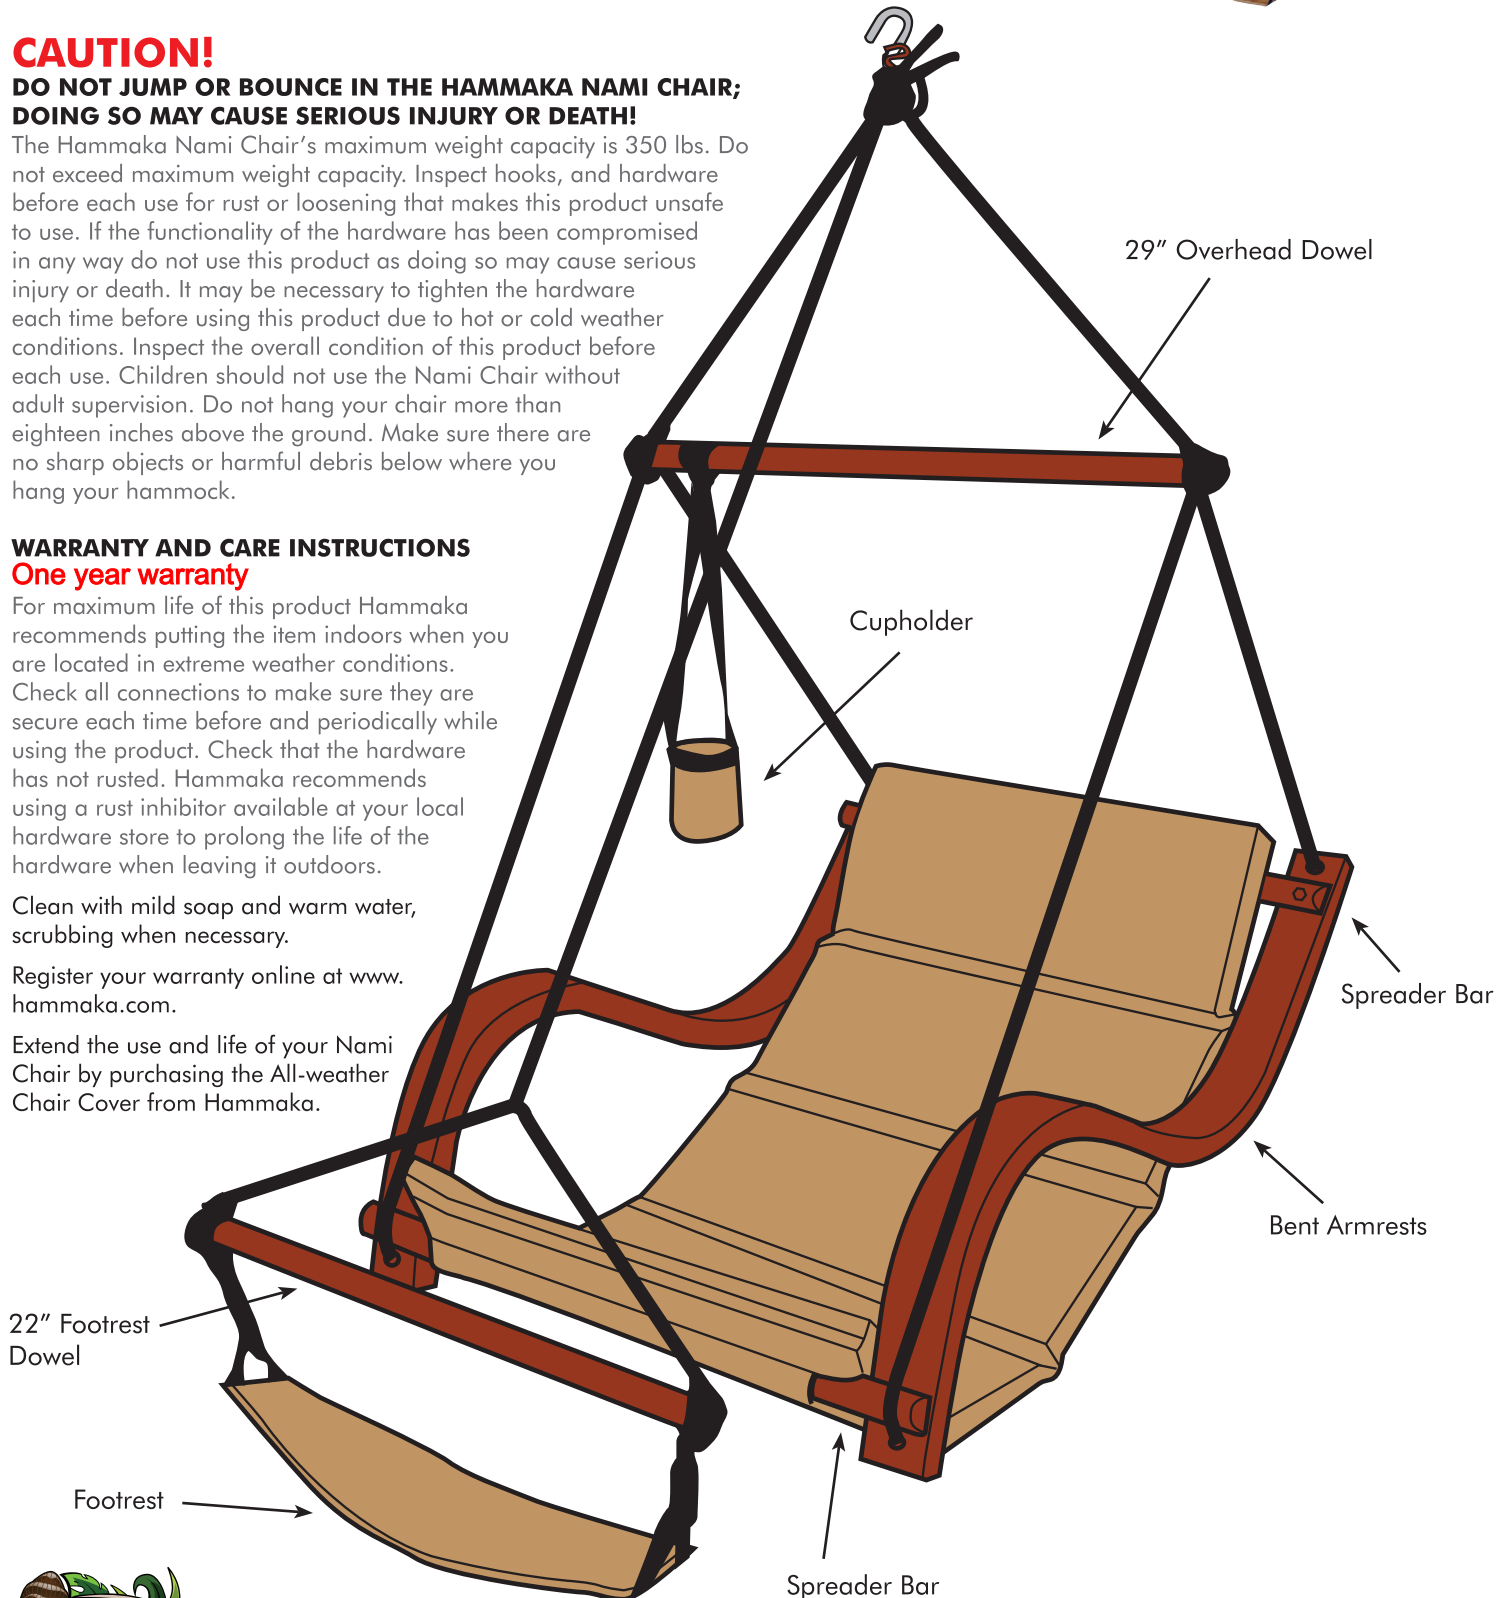 CAUTION!
DO NOT JUMP OR BOUNCE IN THE HAMMAKA NAMI CHAIR;
DOING SO MAY CAUSE SERIOUS INJURY OR DEATH!
The Hammaka Nami Chair’s maximum weight capacity is 350 lbs. Do
not exceed maximum weight capacity. Inspect hooks, and hardware
before each use for rust or loosening that makes this product unsafe
to use. If the functionality of the hardware has been compromised
in any way do not use this product as doing so may cause serious
injury or death. It may be necessary to tighten the hardware
each time before using this product due to hot or cold weather
conditions. Inspect the overall condition of this product before
each use. Children should not use the Nami Chair without
adult supervision. Do not hang your chair more than
eighteen inches above the ground. Make sure there are
no sharp objects or harmful debris below where you
hang your hammock.
WARRANTY AND CARE INSTRUCTIONS
One year warranty
For maximum life of this product Hammaka
recommends putting the item indoors when you
are located in extreme weather conditions.
Check all connections to make sure they are
secure each time before and periodically while
using the product. Check that the hardware
has not rusted. Hammaka recommends
using a rust inhibitor available at your local
hardware store to prolong the life of the
hardware when leaving it outdoors.
Clean with mild soap and warm water,
scrubbing when necessary.
Register your warranty online at www.
hammaka.com.
Extend the use and life of your Nami
Chair by purchasing the All-weather
Chair Cover from Hammaka.
29” Overhead Dowel
Cupholder
Spreader Bar
Bent Armrests
22” Footrest
Dowel
Footrest
Spreader Bar